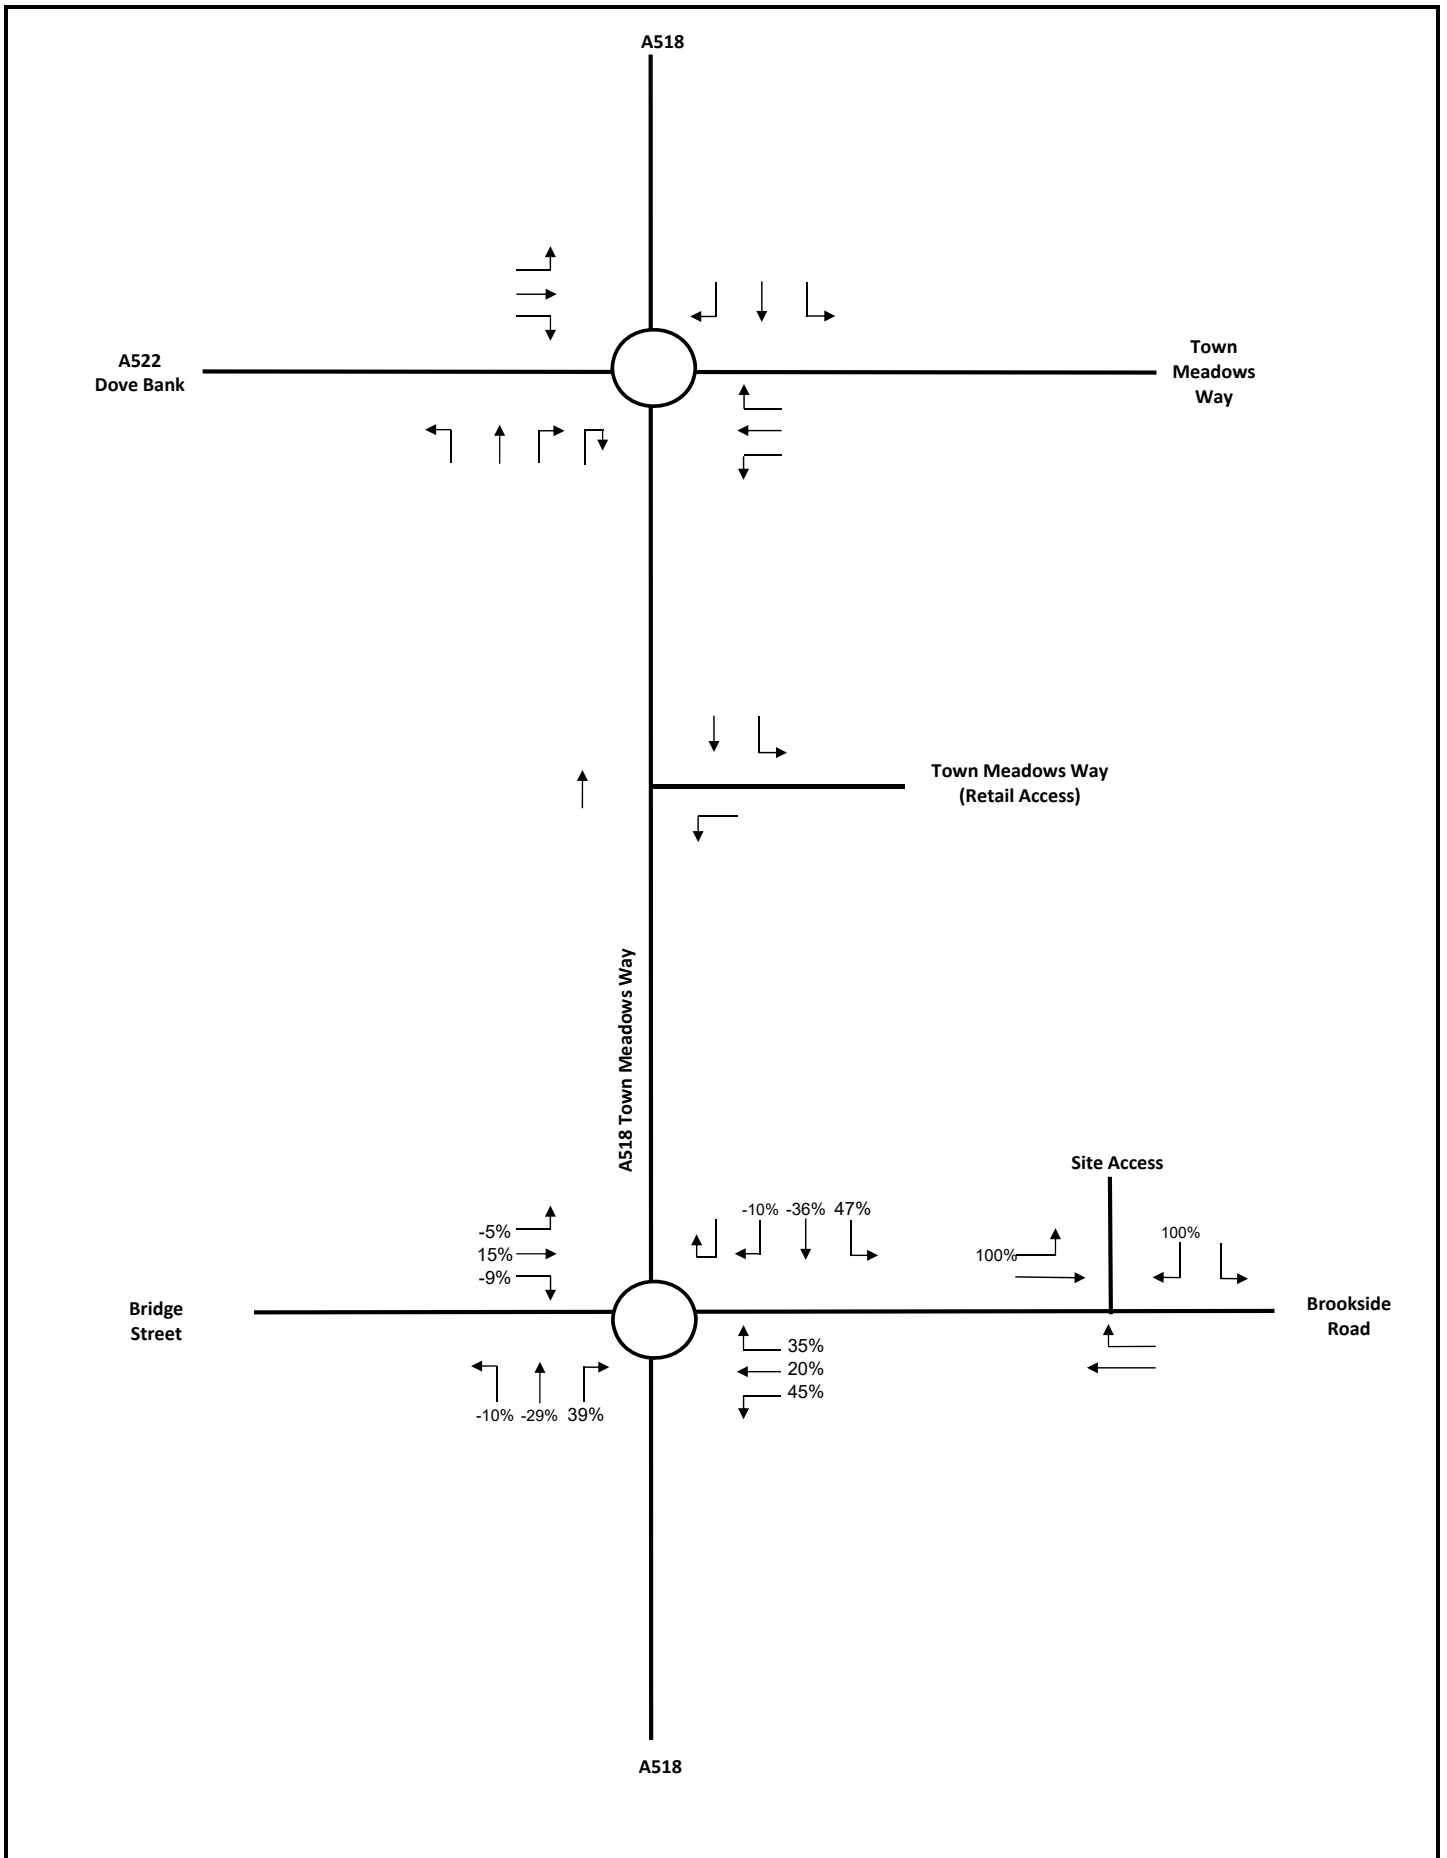 A518
A522
Dove Bank
Town
Meadows
Way
Town Meadows Way
(Retail Access)
A518 Town Meadows Way
Site Access
-10% -36% 47%
-5%
15%
-9%
100%
100%
Bridge
Street
Brookside
Road
35%
20%
45%
-10% -29% 39%
A518